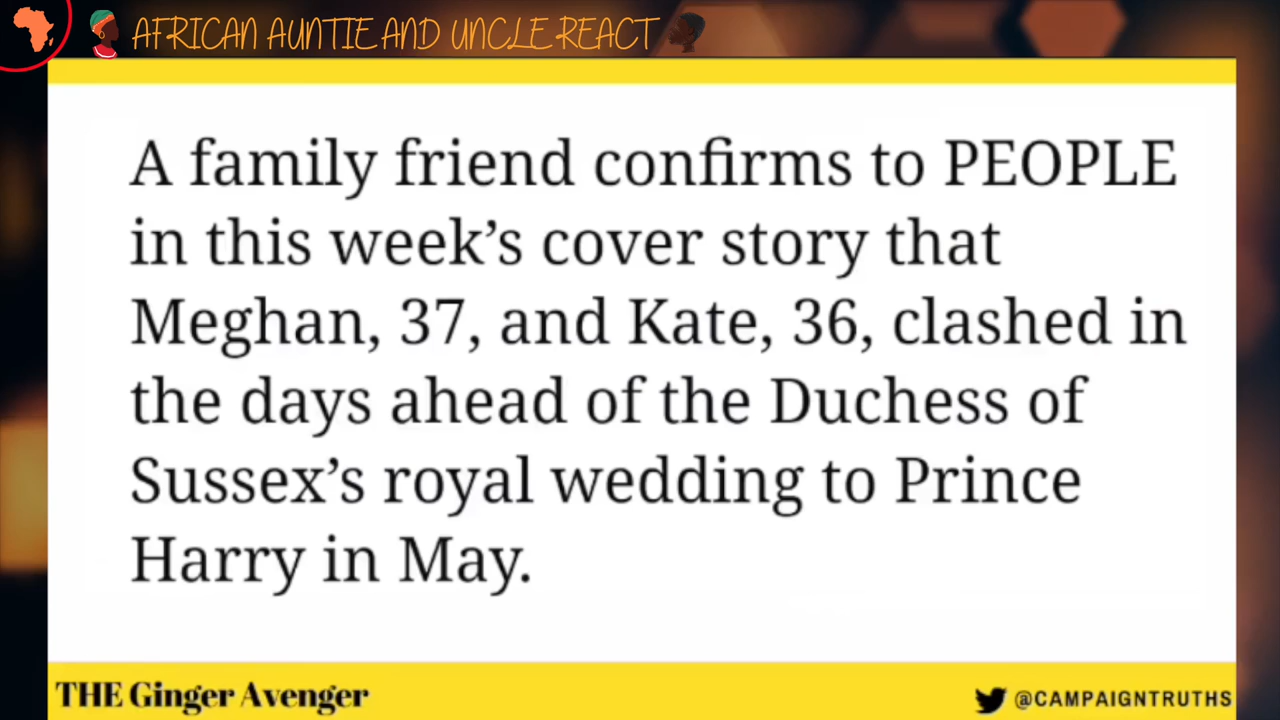 AFRICAN AUNTIE AND UNCLE REACT
A family friend confirms to PEOPLE
in this week’s cover story that
Meghan, 37, and Kate, 36, clashed in
the days ahead of the Duchess of
Sussex’s royal wedding to Prince
Harry in May.
THE Ginger Avenger
@CAMPAIGNTRUTHS